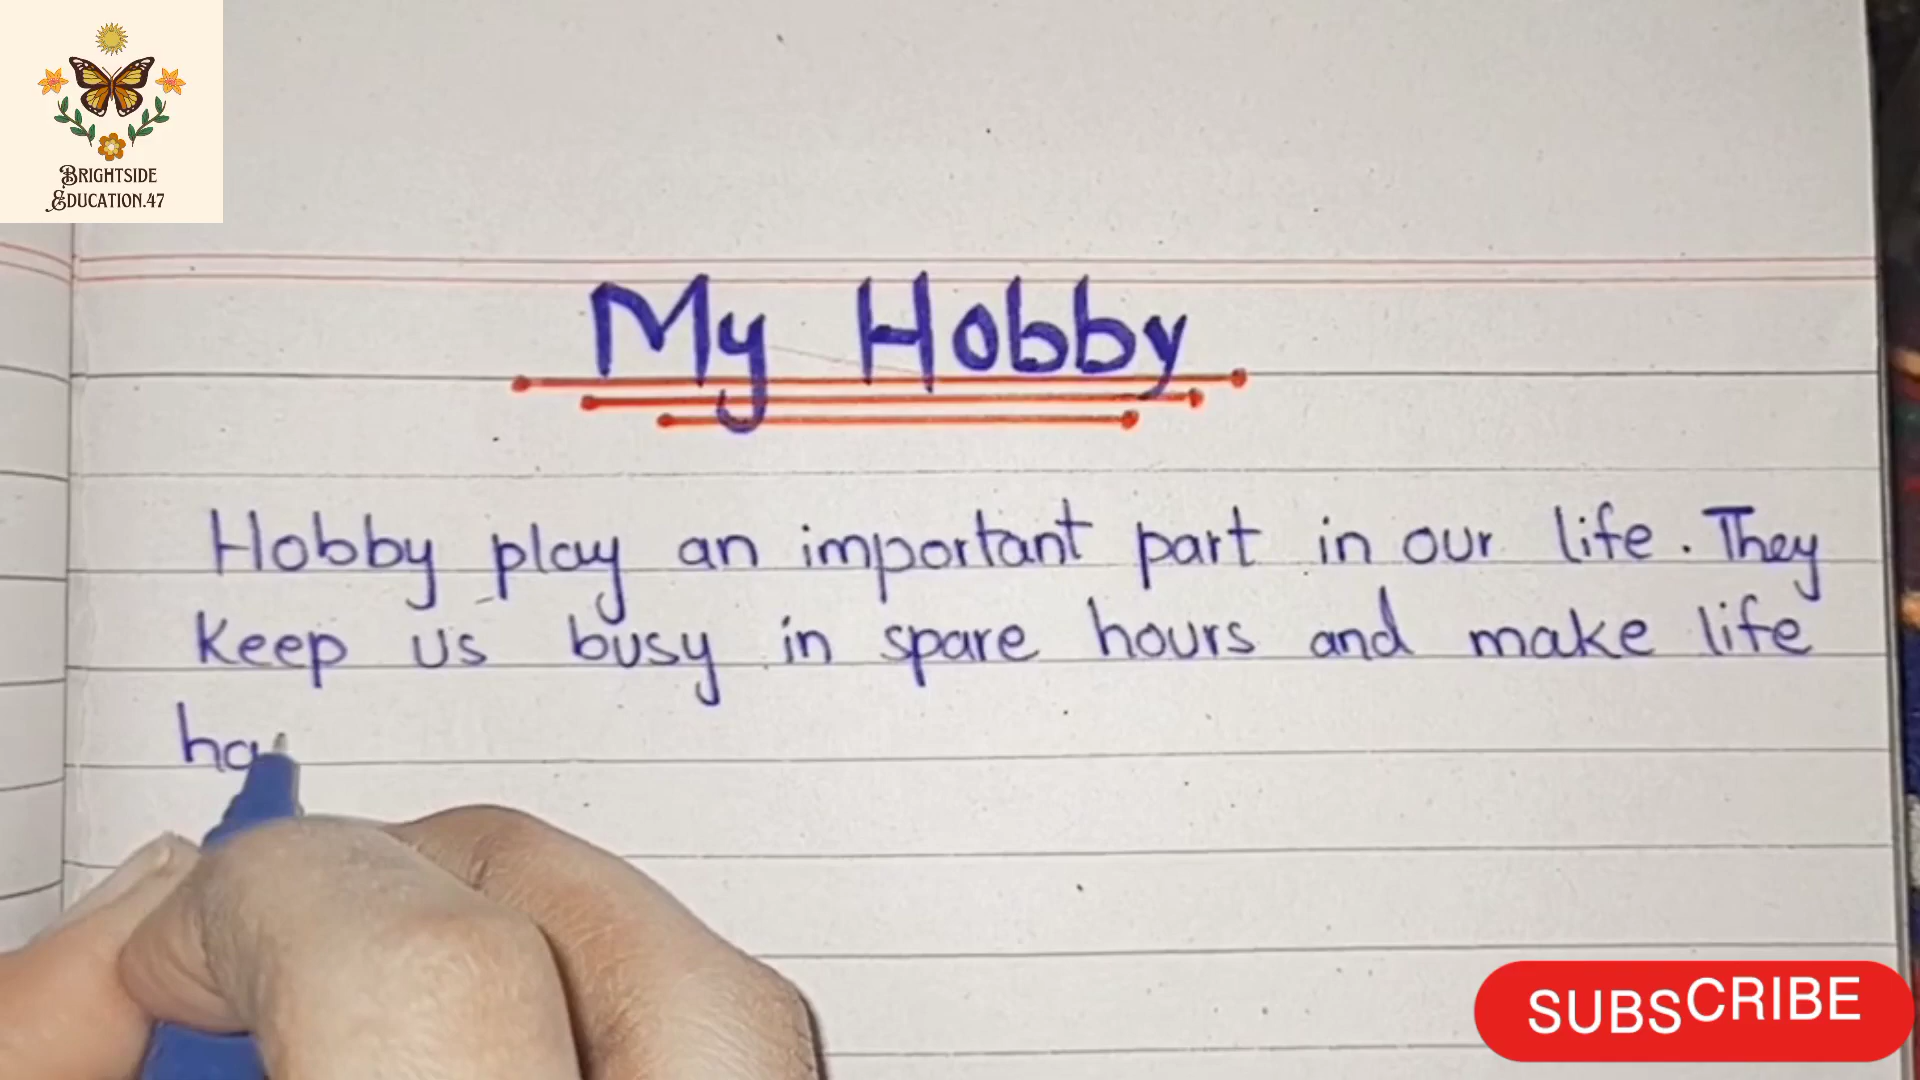 BRIGHTSIDE
EDUCATION.47
My Hobby
Hobby play an important part in our life. They
keep us busy in spare hours and make life
ha
SUBSCRIBE